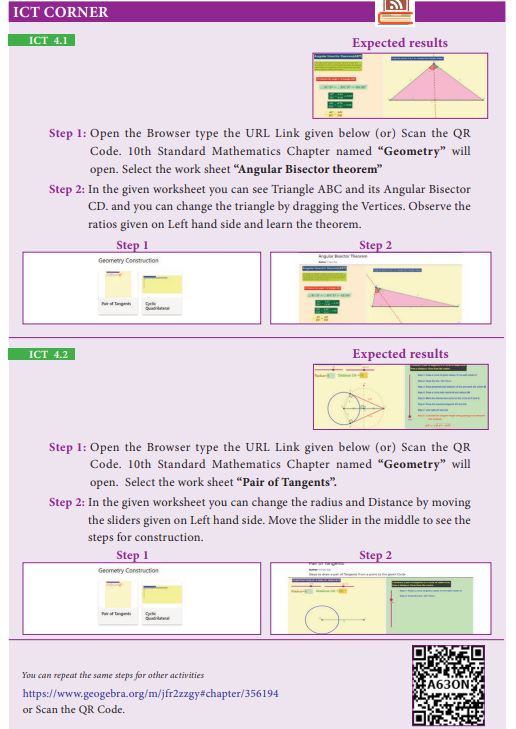 ICT CORNER
ICT 4.1
Expected results
Step 1: Open the Browser type the URL Link given below (or) Scan the QR
Code. 10th Standard Mathematics Chapter named “Geometry” will
open. Select the work sheet “Angular Bisector theorem”
Step 2: In the given worksheet you can see Triangle ABC and its Angular Bisector
CD. and you can change the triangle by dragging the Vertices. Observe the
ratios given on Left hand side and learn the theorem.
Step 1
Step 2
Geometry Construction
Pair of Tangents
Cyclic
Quadrilateral
Angular Bisector Theorem
ICT 4.2
Expected results
Step 1: Open the Browser type the URL Link given below (or) Scan the QR
Code. 10th Standard Mathematics Chapter named “Geometry” will
open. Select the work sheet “Pair of Tangents”.
Step 2: In the given worksheet you can change the radius and Distance by moving
the sliders given on Left hand side. Move the Slider in the middle to see the
steps for construction.
Step 1
Step 2
Geometry Construction
Pair of Tangents
Cyclic
Quadrilateral
Pair of Tangents
You can repeat the same steps for other activities
https://www.geogebra.org/m/jfr2zzgy#chapter/356194
or Scan the QR Code.
A63ON